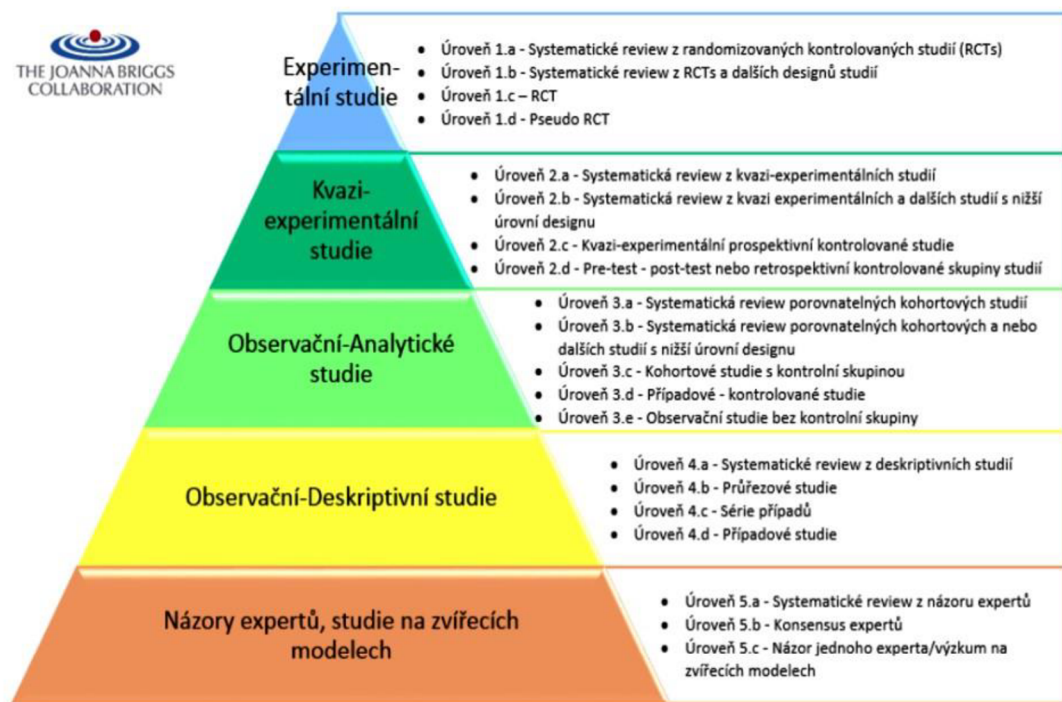 THE JOANNA BRIGGS
COLLABORATION
Experimen-
tální studie
• Úroveň 1.a - Systematické review z randomizovaných kontrolovaných studií (RCTs)
• Úroveň 1.b - Systematické review z RCTs a dalších designů studií
• Úroveň 1.c – RCT
• Úroveň 1.d - Pseudo RCT
Kvazi-
experimentální
studie
• Úroveň 2.a - Systematická review z kvazi-experimentálních studií
• Úroveň 2.b - Systematická review z kvazi experimentálních a dalších studií s nižší
úrovní designu
• Úroveň 2.c - Kvazi-experimentální prospektivní kontrolované studie
• Úroveň 2.d - Pre-test - post-test nebo retrospektivní kontrolované skupiny studií
Observační-Analytické
studie
• Úroveň 3.a - Systematická review porovnatelných kohortových studií
• Úroveň 3.b - Systematická review porovnatelných kohortových a nebo
dalších studií s nižší úrovní designu
• Úroveň 3.c - Kohortové studie s kontrolní skupinou
• Úroveň 3.d - Případové - kontrolované studie
• Úroveň 3.e - Observační studie bez kontrolní skupiny
Observační-Deskriptivní studie
• Úroveň 4.a - Systematické review z deskriptivních studií
• Úroveň 4.b - Průřezové studie
• Úroveň 4.c - Série případů
• Úroveň 4.d - Případové studie
Názory expertů, studie na zvířecích
modelech
• Úroveň 5.a - Systematické review z názoru expertů
• Úroveň 5.b - Konsensus expertů
• Úroveň 5.c - Názor jednoho experta/výzkum na
zvířecích modelech